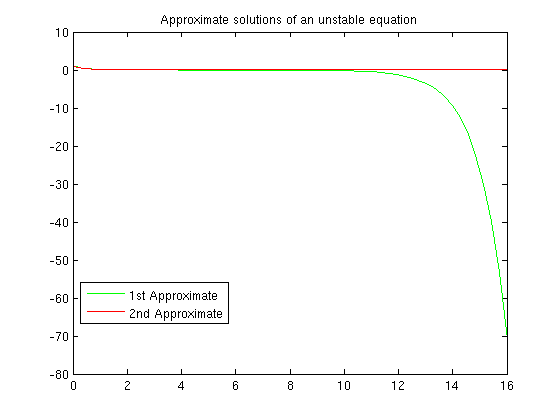 Approximate solutions of an unstable equation
10
0
-10
-20
-30
-40
-50
-60
-70
-80
1st Approximate
2nd Approximate
0 2 4 6 8 10 12 14 16